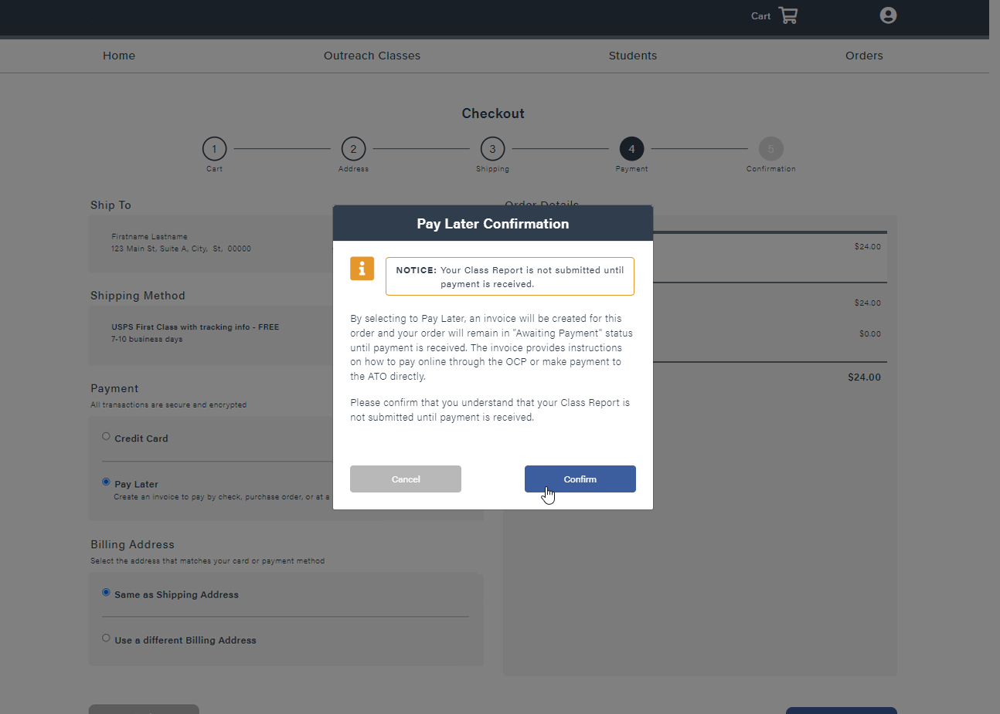 Cart
Home Outreach Classes Students Orders
Checkout
1 2 3 4 5
Cart Address Shipping Payment Confirmation
Ship To
Firstname Lastname
123 Main St, Suite A, City, St, 00000
Shipping Method
USPS First Class with tracking info - FREE
7-10 business days
Payment
All transactions are secure and encrypted
Credit Card
Pay Later
Create an invoice to pay by check, purchase order, or at a
Billing Address
Select the address that matches your card or payment method
Same as Shipping Address
Use a different Billing Address
Order Details
$24.00
$24.00
$0.00
$24.00
Pay Later Confirmation
NOTICE: Your Class Report is not submitted until
payment is received.
By selecting to Pay Later, an invoice will be created for this
order and your order will remain in "Awaiting Payment" status
until payment is received. The invoice provides instructions
on how to pay online through the OCP or make payment to
the ATO directly.
Please confirm that you understand that your Class Report is
not submitted until payment is received.
Cancel Confirm